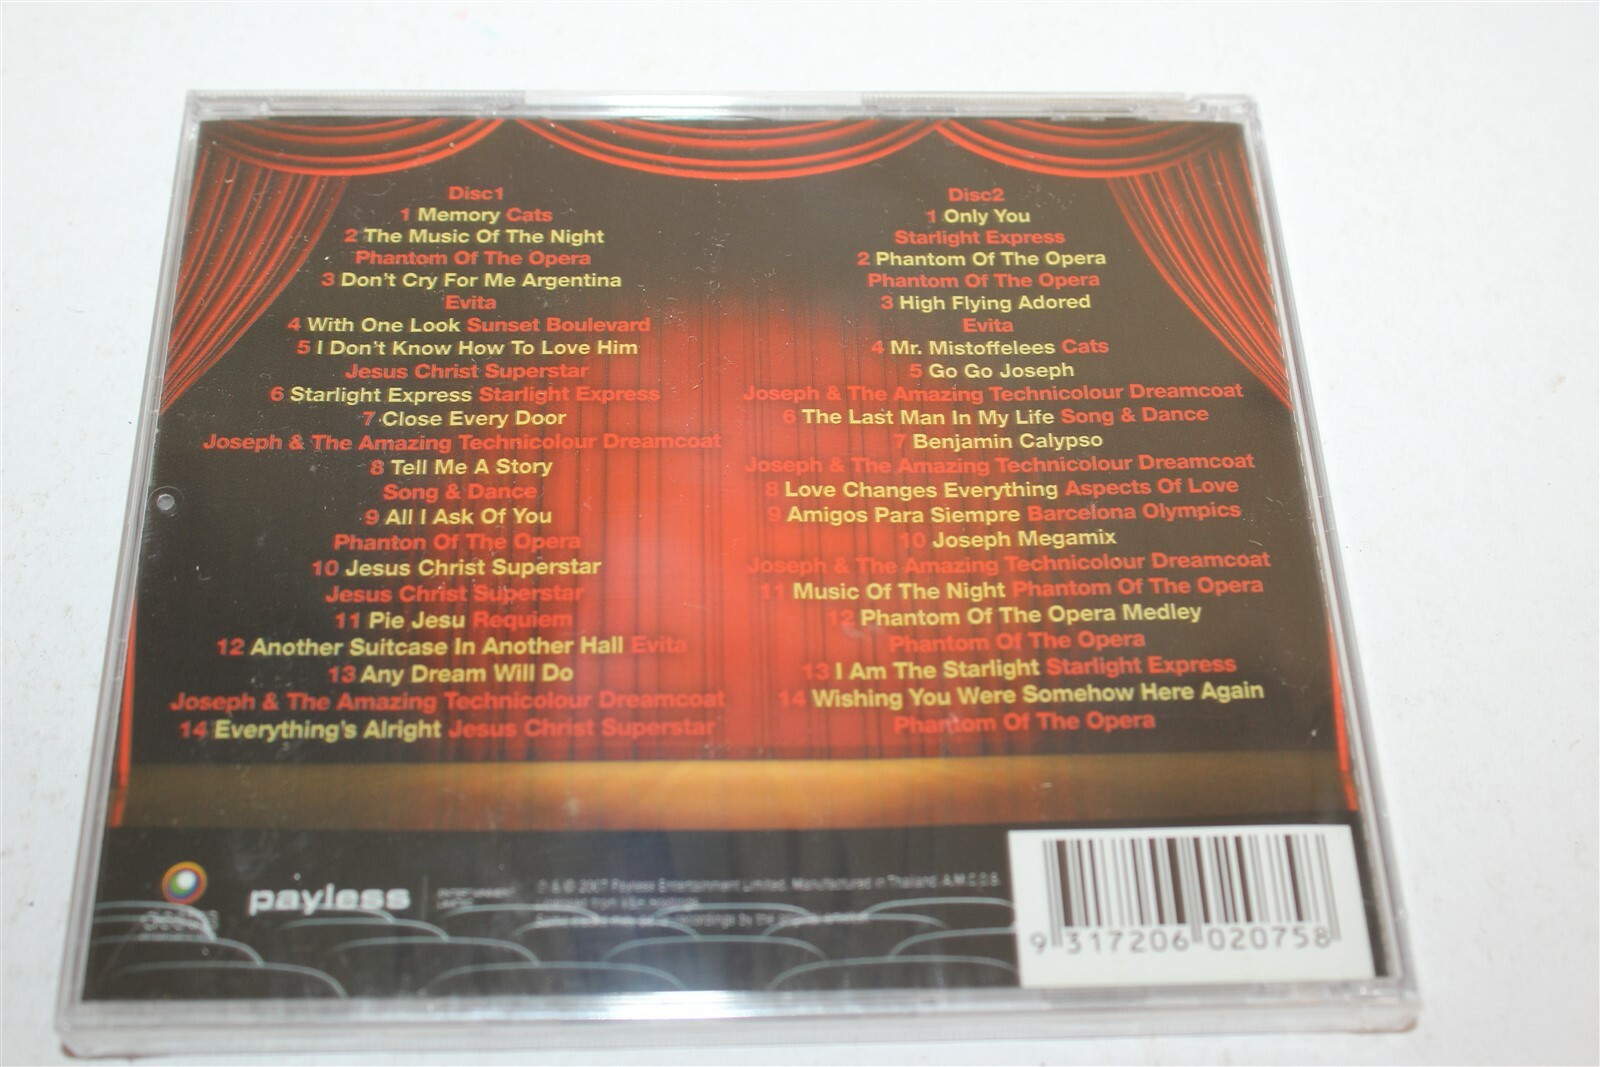 Disc1
1 Memory Cats
2 The Music Of The Night
Phantom Of The Opera
3 Don't Cry For Me Argentina
Evita
4 With One Look Sunset Boulevard
5 I Don't Know How To Love Him
Jesus Christ Superstar
6 Starlight Express Starlight Express
7 Close Every Door
Joseph & The Amazing Technicolour Dreamcoat
8 Tell Me A Story
Song & Dance
9 All I Ask Of You
Phanton Of The Opera
10 Jesus Christ Superstar
Jesus Christ Superstar
11 Pie Jesu Requiem
12 Another Suitcase In Another Hall Evita
13 Any Dream Will Do
Joseph & The Amazing Technicolour Dreamcoat
14 Everything's Alright Jesus Christ Superstar
Disc2
1 Only You
Starlight Express
2 Phantom Of The Opera
Phantom Of The Opera
3 High Flying Adored
Evita
4 Mr. Mistoffelees Cats
5 Go Go Joseph
Joseph & The Amazing Technicolour Dreamcoat
6 The Last Man In My Life Song & Dance
7 Benjamin Calypso
Joseph & The Amazing Technicolour Dreamcoat
8 Love Changes Everything Aspects Of Love
9 Amigos Para Siempre Barcelona Olympics
10 Joseph Megamix
Joseph & The Amazing Technicolour Dreamcoat
11 Music Of The Night Phantom Of The Opera
12 Phantom Of The Opera Medley
Phantom Of The Opera
13 I Am The Starlight Starlight Express
14 Wishing You Were Somehow Here Again
Phantom Of The Opera
payless
℗ & © 2007 Payless Entertainment Limited. Manufactured in Thailand. A.M.C.O.S.
9 317206 020758